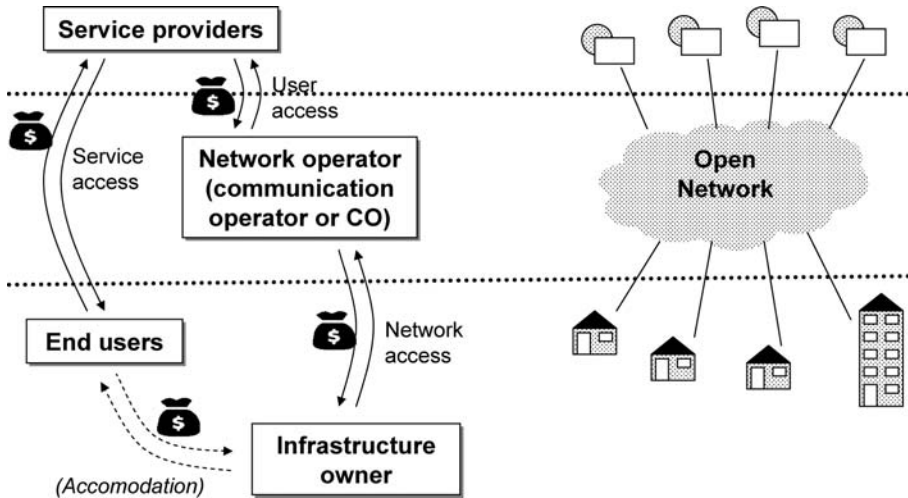 Service providers
$
$
User
access
Service
access
Network operator
(communication
operator or CO)
Open
Network
$
Network
access
End users
$
Infrastructure
owner
(Accomodation)